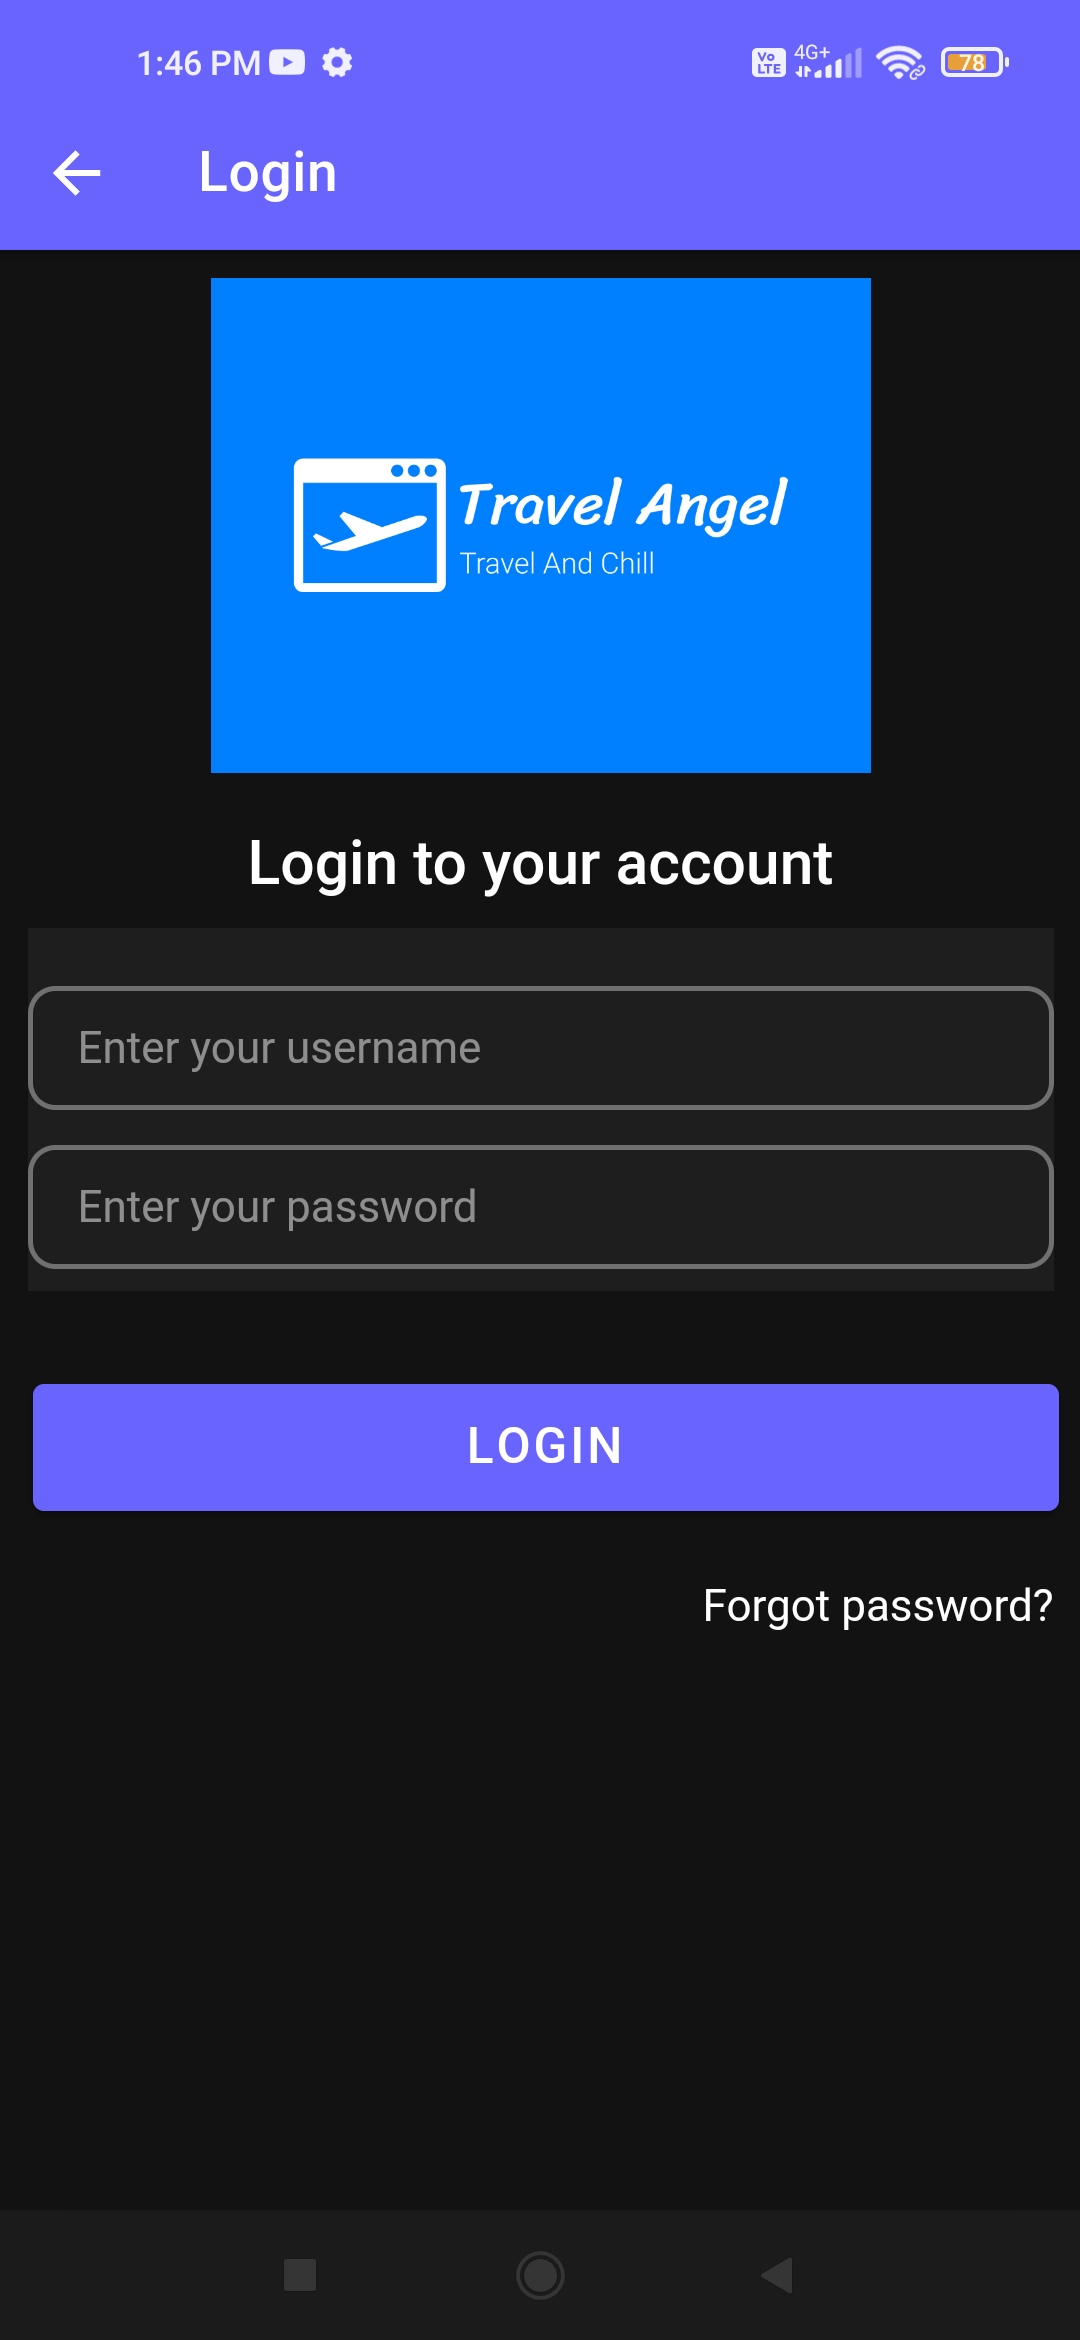 1:46 PM
Vo LTE 4G+ 78
Login
Travel Angel
Travel And Chill
Login to your account
Enter your username
Enter your password
LOGIN
Forgot password?